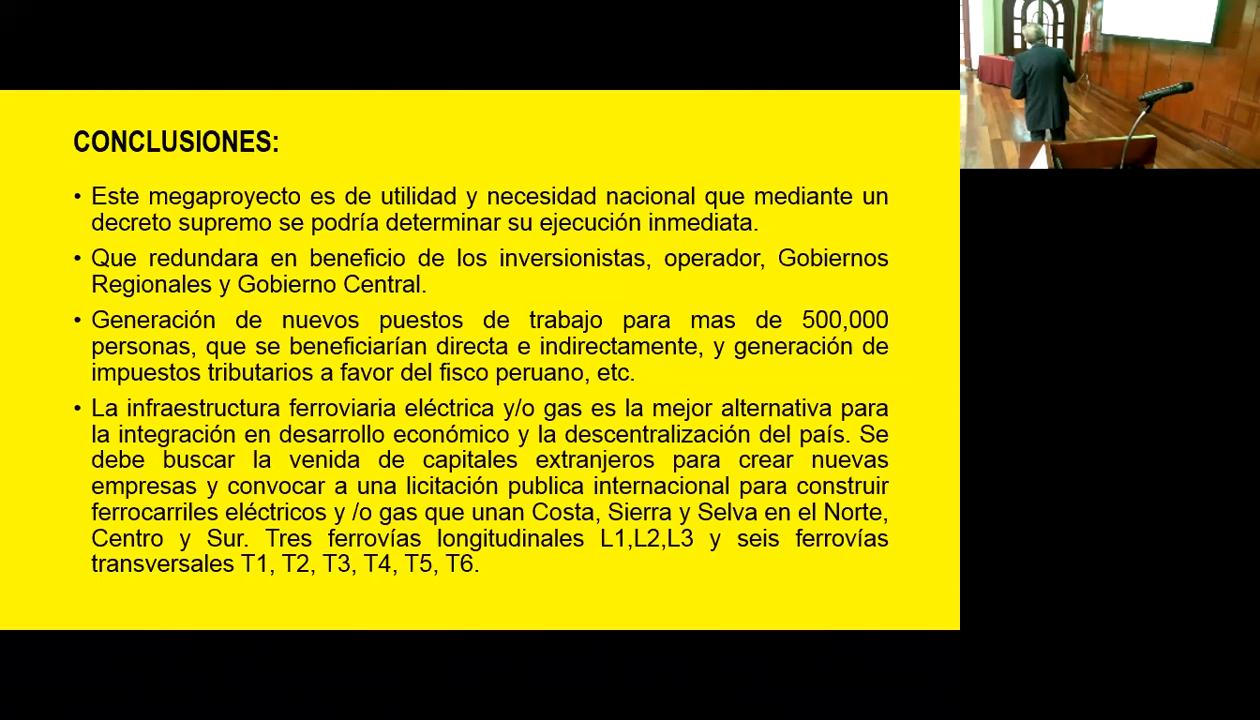 CONCLUSIONES:
• Este megaproyecto es de utilidad y necesidad nacional que mediante un
decreto supremo se podría determinar su ejecución inmediata.
• Que redundara en beneficio de los inversionistas, operador, Gobiernos
Regionales y Gobierno Central.
• Generación de nuevos puestos de trabajo para mas de 500,000
personas, que se beneficiarían directa e indirectamente, y generación de
impuestos tributarios a favor del fisco peruano, etc.
• La infraestructura ferroviaria eléctrica y/o gas es la mejor alternativa para
la integración en desarrollo económico y la descentralización del país. Se
debe buscar la venida de capitales extranjeros para crear nuevas
empresas y convocar a una licitación publica internacional para construir
ferrocarriles eléctricos y /o gas que unan Costa, Sierra y Selva en el Norte,
Centro y Sur. Tres ferrovías longitudinales L1,L2,L3 y seis ferrovías
transversales T1, T2, T3, T4, T5, T6.